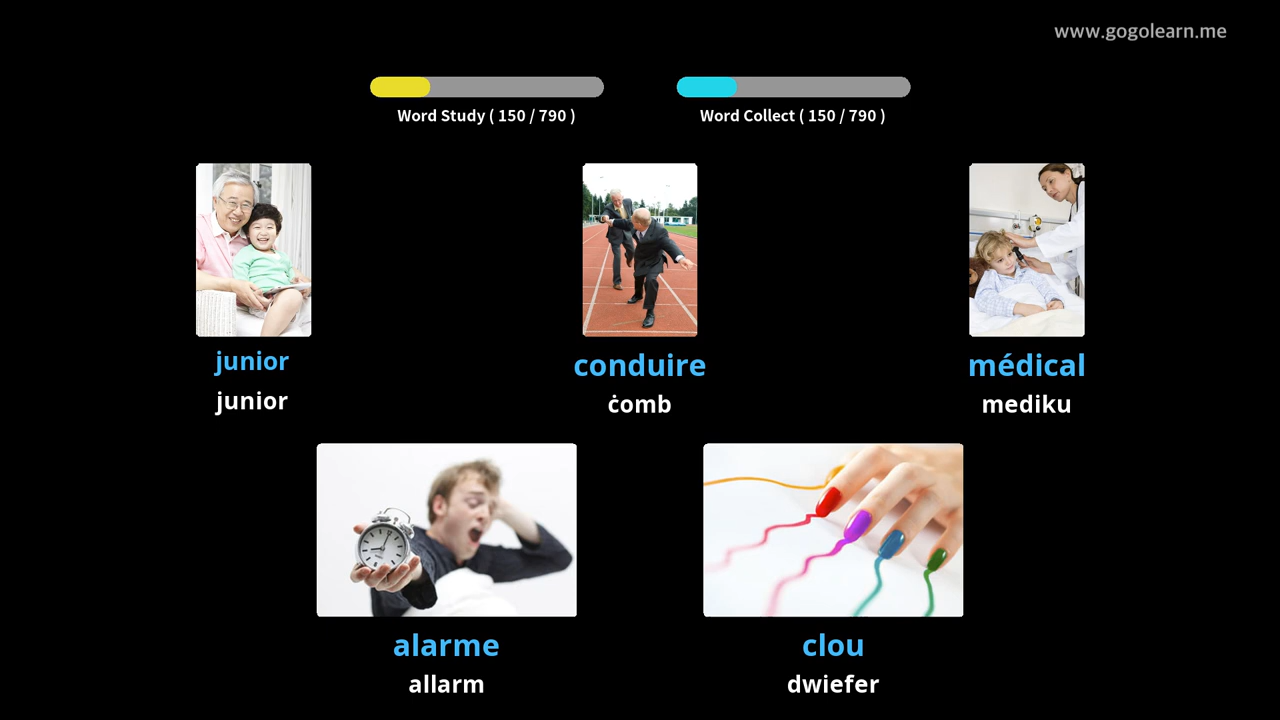 www.gogolearn.me
Word Study ( 150 / 790 )
Word Collect ( 150 / 790 )
junior
junior
conduire
ċomb
médical
mediku
alarme
allarm
clou
dwiefer